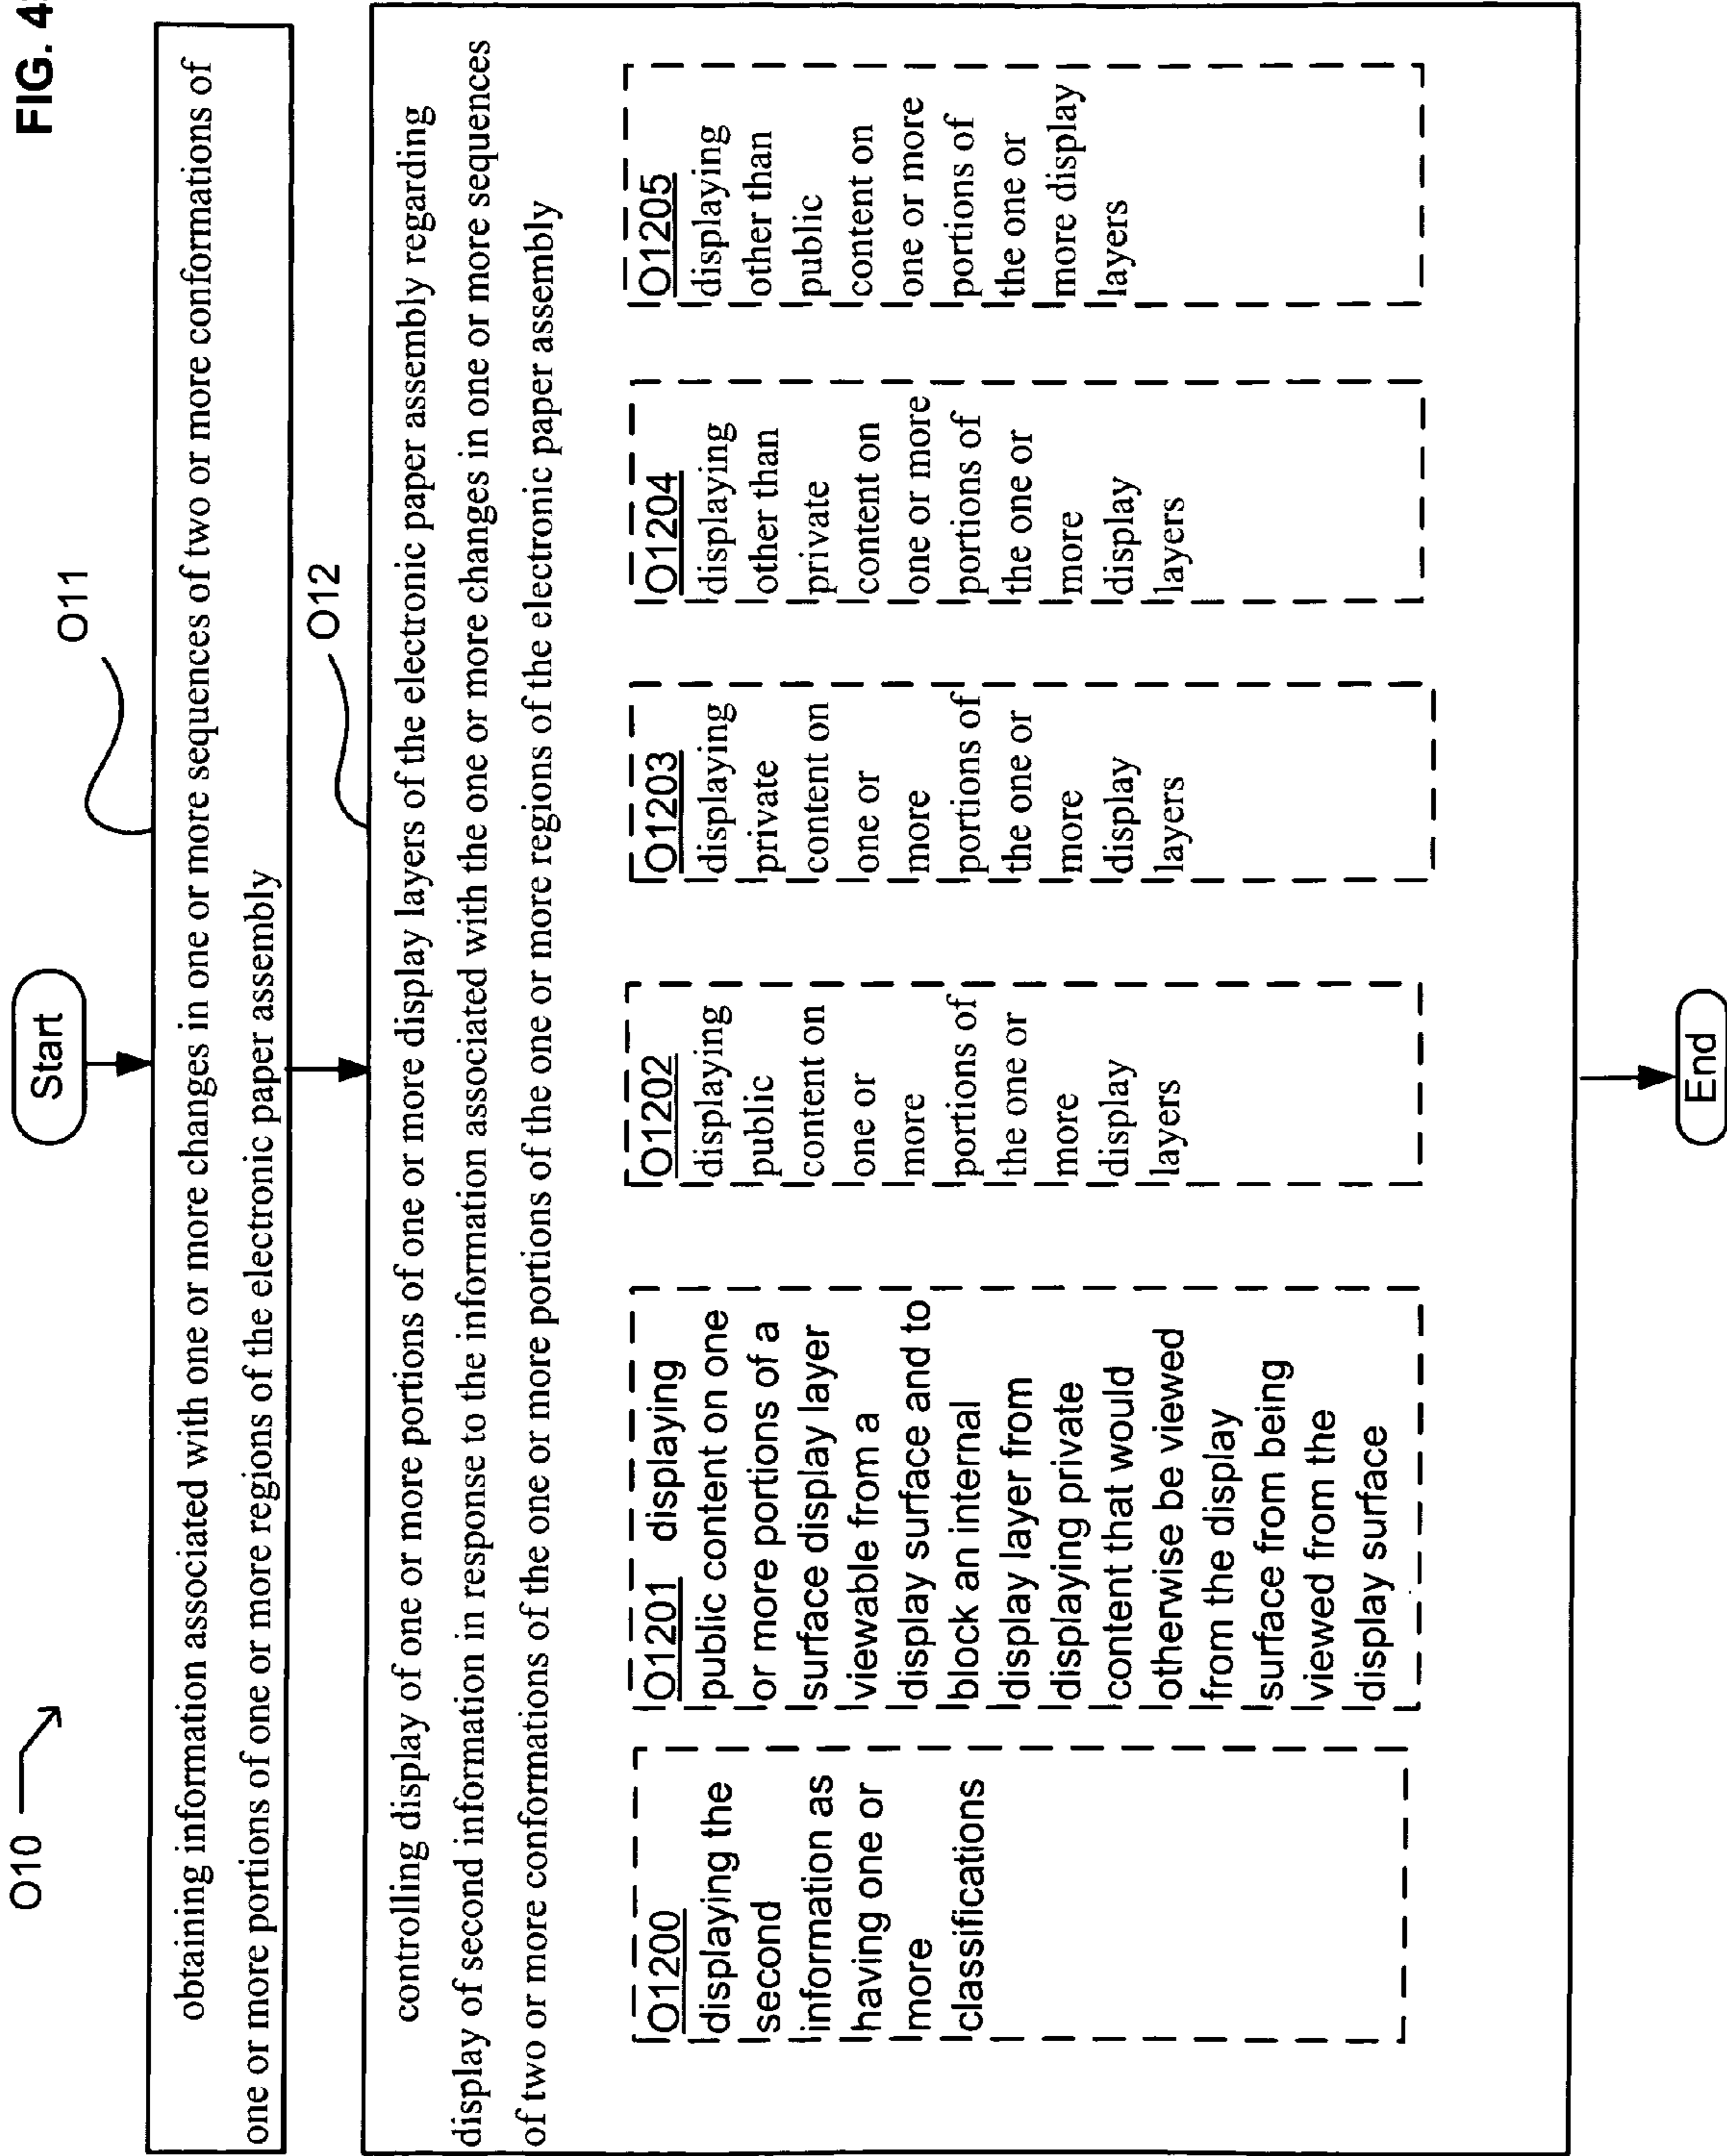 FIG. 4
O10
Start
O11
obtaining information associated with one or more changes in one or more sequences of two or more conformations of
one or more portions of one or more regions of the electronic paper assembly
O12
controlling display of one or more portions of one or more display layers of the electronic paper assembly regarding
display of second information in response to the information associated with the one or more changes in one or more sequences
of two or more conformations of the one or more portions of the one or more regions of the electronic paper assembly
O1200
displaying the
second
information as
having one or
more
classifications
O1201 displaying
public content on one
or more portions of a
surface display layer
viewable from a
display surface and to
block an internal
display layer from
displaying private
content that would
otherwise be viewed
from the display
surface from being
viewed from the
display surface
O1202
displaying
public
content on
one or
more
portions of
the one or
more
display
layers
O1203
displaying
private
content on
one or
more
portions of
the one or
more
display
layers
O1204
displaying
other than
private
content on
one or more
portions of
the one or
more
display
layers
O1205
displaying
other than
public
content on
one or more
portions of
the one or
more display
layers
End